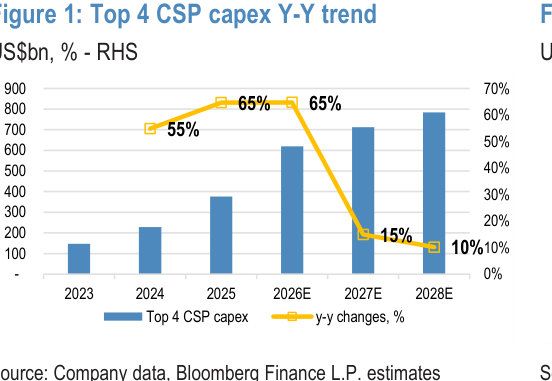 Figure 1: Top 4 CSP capex Y-Y trend
US$bn, % - RHS
900
800
700
600
500
400
300
200
100
-
70%
60%
50%
40%
30%
20%
10%
0%
55%
65%
65%
15%
10%
2023 2024 2025 2026E 2027E 2028E
Top 4 CSP capex y-y changes, %
Source: Company data, Bloomberg Finance L.P. estimates
F
U
S